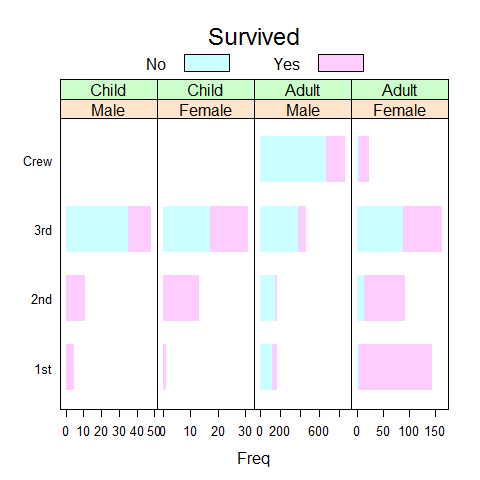 Survived
No Yes
Child Child Adult Adult
Male Female Male Female
Crew
3rd
2nd
1st
0 10 20 30 40 50 0 10 20 30 0 200 600 0 50 100 150
Freq